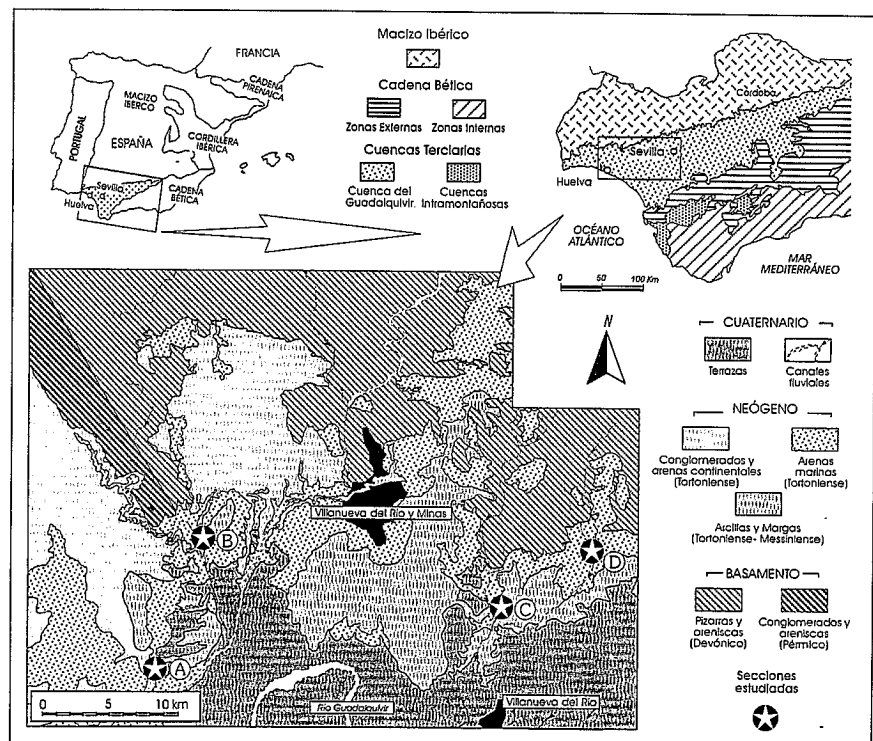 FRANCIA
CADENA
PIRENAICA
MACIZO
IBERICO
ESPAÑA
CORDILLERA
IBÉRICA
PORTUGAL
Sevilla
Huelva
CADENA
BÉTICA
Macizo Ibérico
Cadena Bética
Zonas Externas
Zonas Internas
Cuencas Terciarias
Cuenca del
Guadalquivir.
Cuencas
Intramontañosas
Córdoba
Sevilla
Huelva
OCÉANO
ATLÁNTICO
MAR
MEDITERRÁNEO
0 50 100 Km
N
CUATERNARIO
Terrazas
Canales
fluviales
NEÓGENO
Conglomerados y
arenas continentales
(Tortoniense)
Arenas
marinas
(Tortoniense)
Arcillas y Margas
(Tortoniense- Messiniense)
BASAMENTO
Pizarras y
areniscas
(Devónico)
Conglomerados y
areniscas
(Pérmico)
Secciones
estudiadas
Villanueva del Río y Minas
B
D
C
A
0 5 10 km
Río Guadalquivir
Villanueva del Río